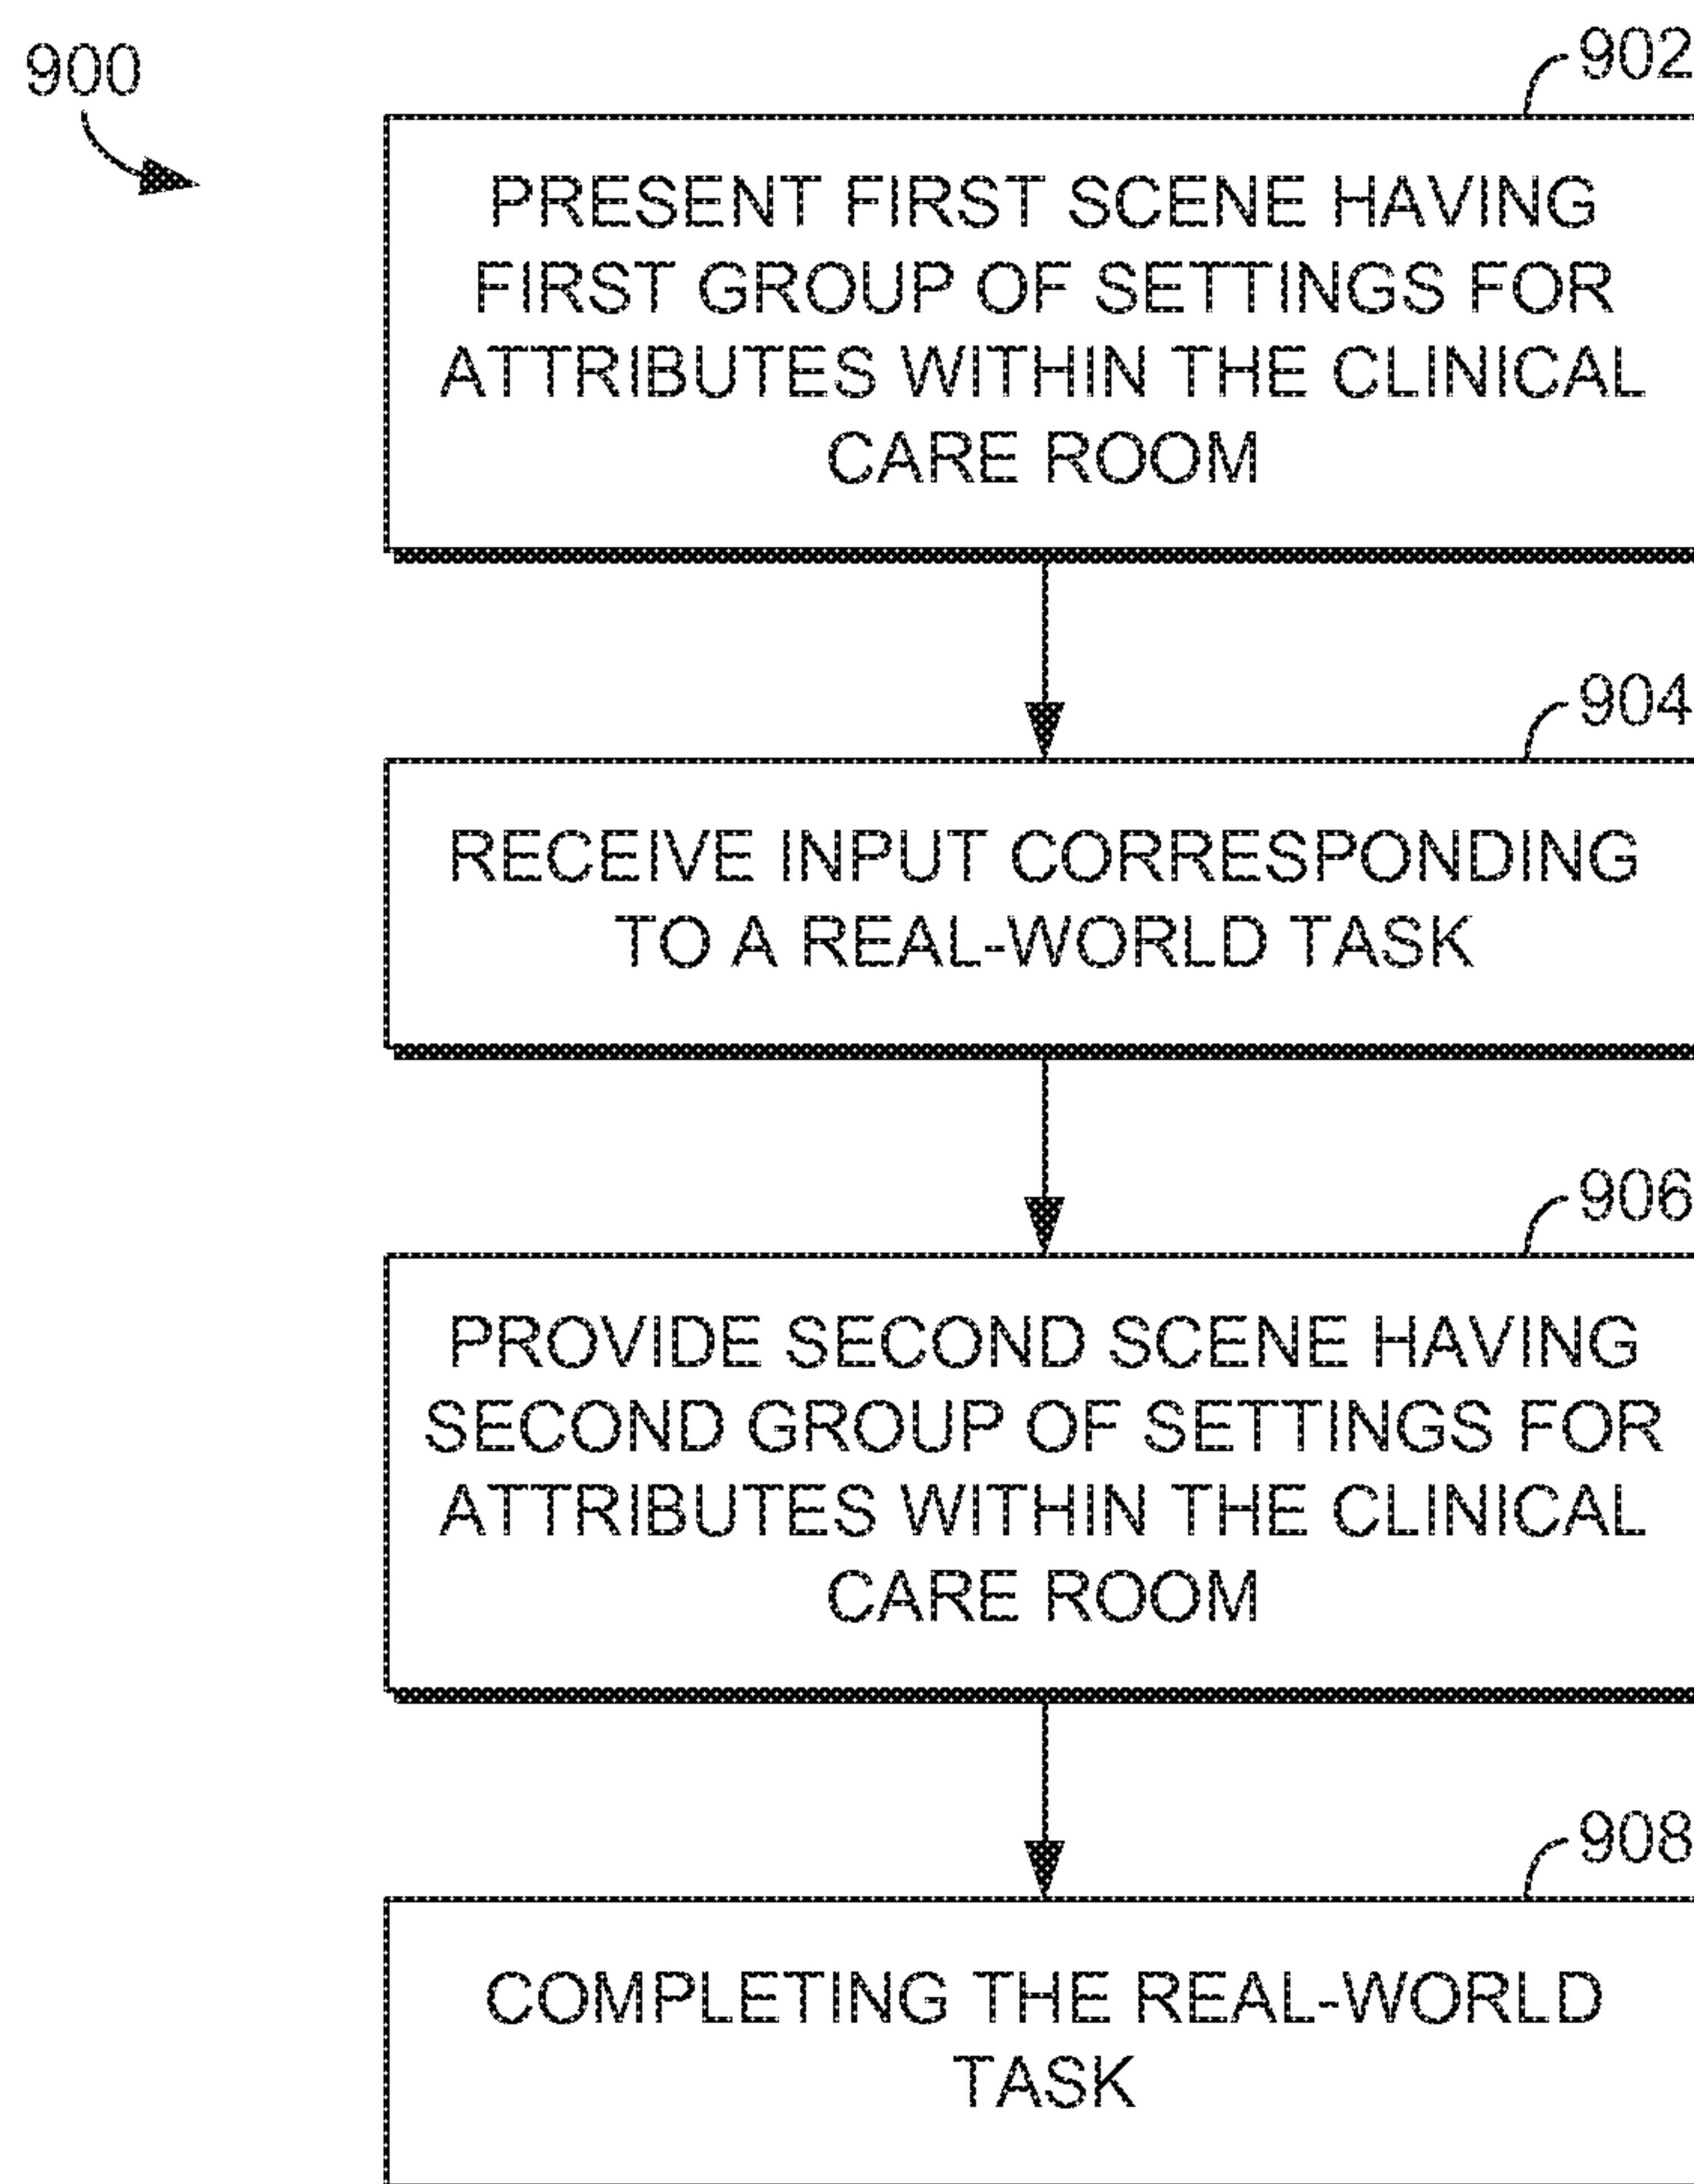 900
902
PRESENT FIRST SCENE HAVING
FIRST GROUP OF SETTINGS FOR
ATTRIBUTES WITHIN THE CLINICAL
CARE ROOM
904
RECEIVE INPUT CORRESPONDING
TO A REAL-WORLD TASK
906
PROVIDE SECOND SCENE HAVING
SECOND GROUP OF SETTINGS FOR
ATTRIBUTES WITHIN THE CLINICAL
CARE ROOM
908
COMPLETING THE REAL-WORLD
TASK